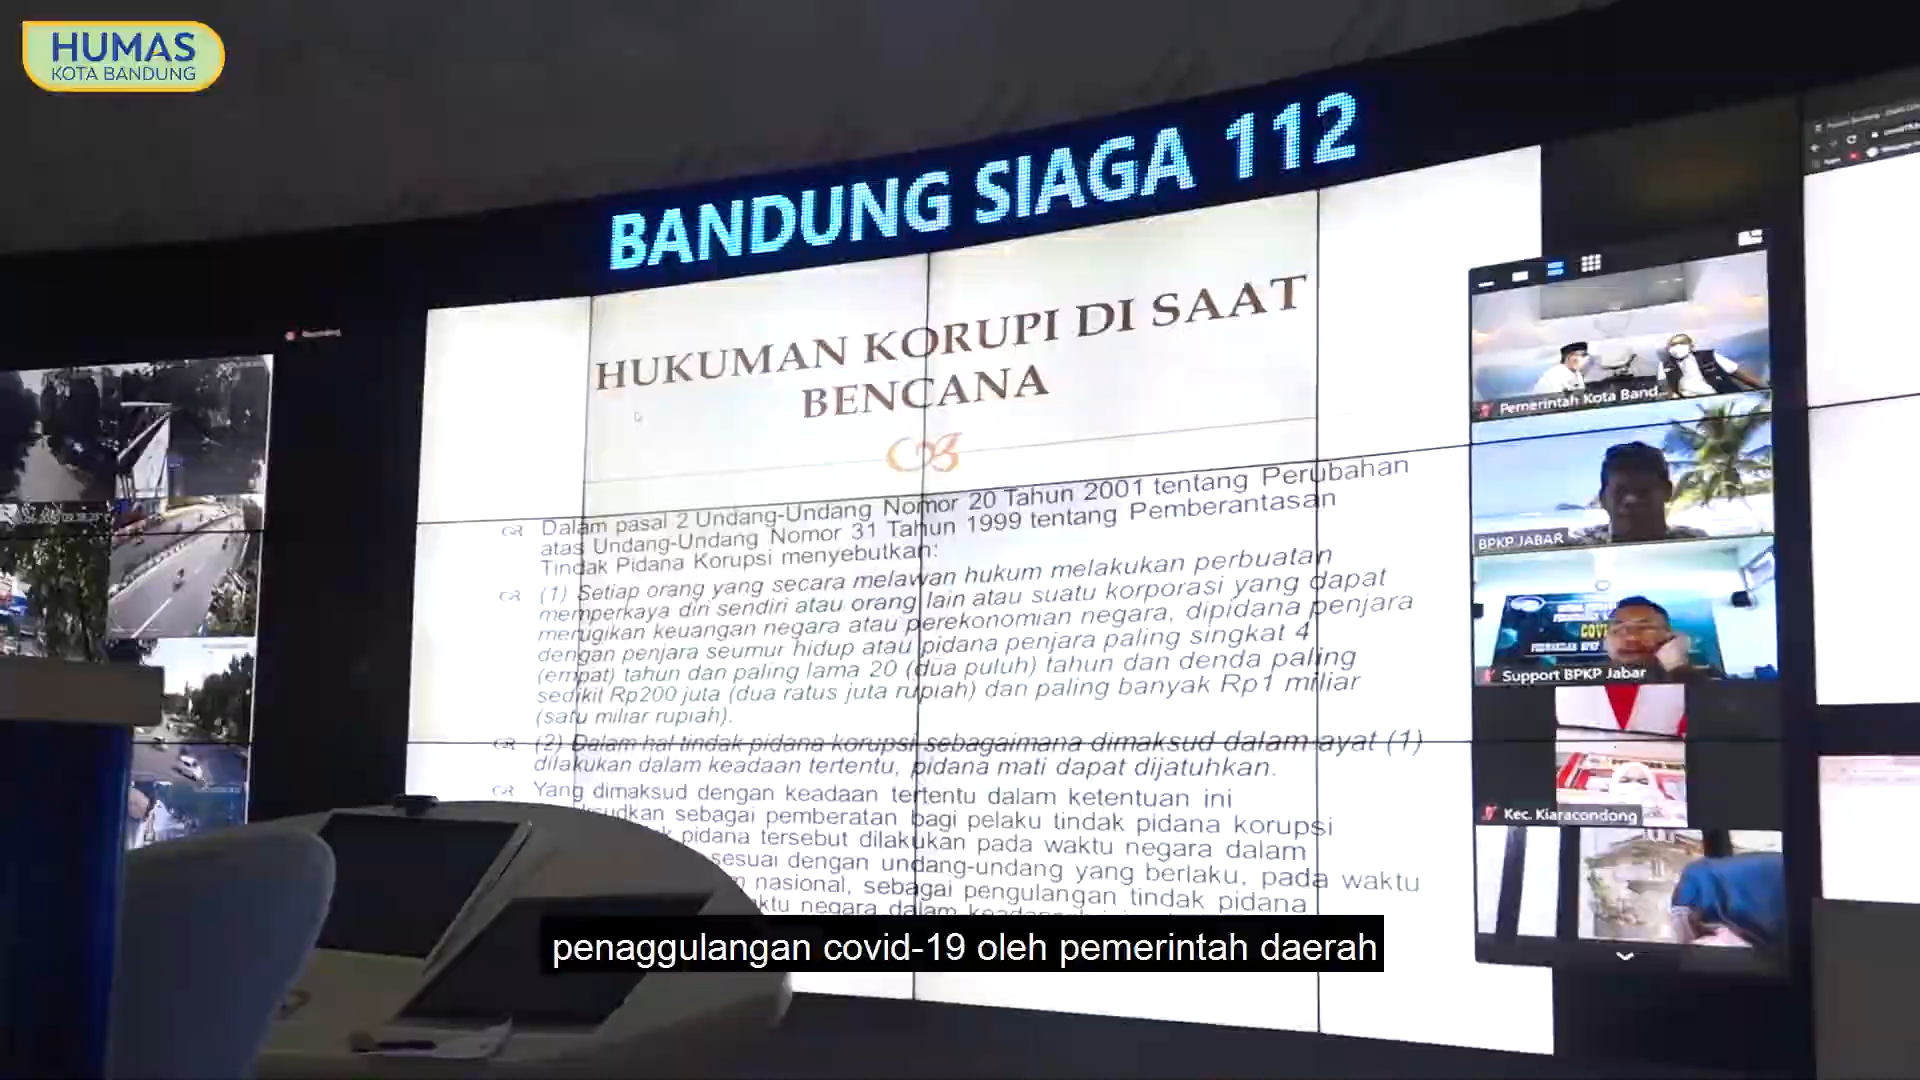 HUMAS
KOTA BANDUNG
BANDUNG SIAGA 112
Recording
HUKUMAN KORUPI DI SAAT
BENCANA
Dalam pasal 2 Undang-Undang Nomor 20 Tahun 2001 tentang Perubahan
atas Undang-Undang Nomor 31 Tahun 1999 tentang Pemberantasan
Tindak Pidana Korupsi menyebutkan:
(1) Setiap orang yang secara melawan hukum melakukan perbuatan
memperkaya diri sendiri atau orang lain atau suatu korporasi yang dapat
merugikan keuangan negara atau perekonomian negara, dipidana penjara
dengan penjara seumur hidup atau pidana penjara paling singkat 4
(empat) tahun dan paling lama 20 (dua puluh) tahun dan denda paling
sedikit Rp200 juta (dua ratus juta rupiah) dan paling banyak Rp1 miliar
(satu miliar rupiah).
(2) Dalam hal tindak pidana korupsi sebagaimana dimaksud dalam ayat (1)
dilakukan dalam keadaan tertentu, pidana mati dapat dijatuhkan.
Yang dimaksud dengan keadaan tertentu dalam ketentuan ini
sebagai pemberatan bagi pelaku tindak pidana korupsi
pidana tersebut dilakukan pada waktu negara dalam
sesuai dengan undang-undang yang berlaku, pada waktu
nasional, sebagai pengulangan tindak pidana
negara dalam
Pemerintah Kota Band...
BPKP JABAR
Support BPKP Jabar
Kec. Kiaracondong
penaggulangan covid-19 oleh pemerintah daerah